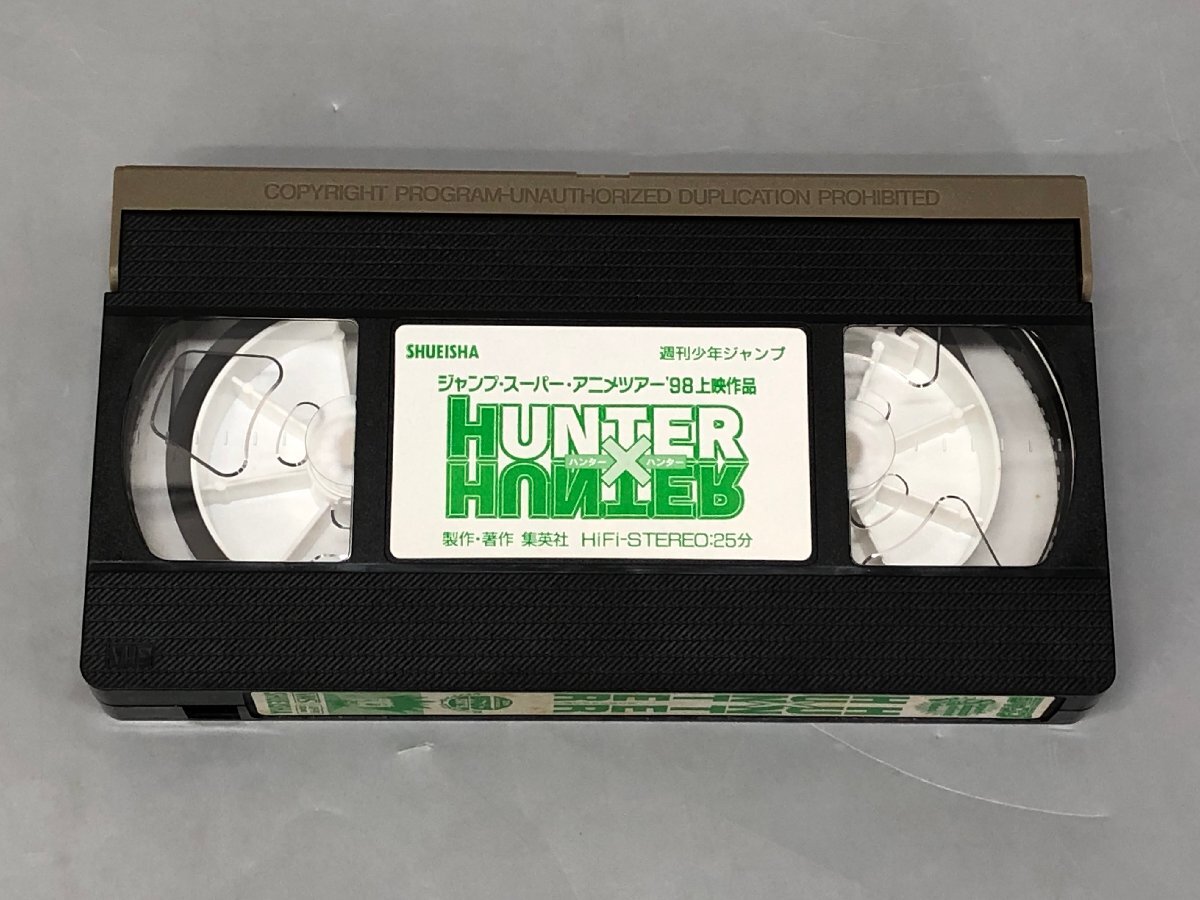 COPYRIGHT PROGRAM-UNAUTHORIZED DUPLICATION PROHIBITED
SHUEISHA 週刊少年ジャンプ
ジャンプ・スーパー・アニメツアー'98上映作品
HUNTER
ハンター×ハンター
HUNTER
製作・著作 集英社 HiFi-STEREO:25分
VHS